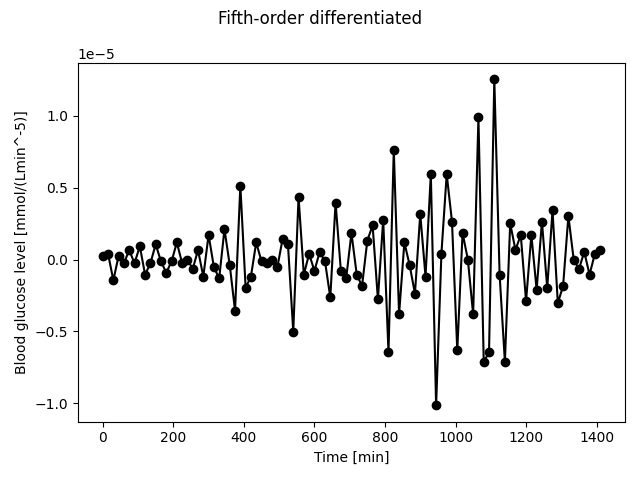 Fifth-order differentiated
1e−5
1.0
0.5
0.0
−0.5
−1.0
Blood glucose level [mmol/(Lmin^-5)]
0 200 400 600 800 1000 1200 1400
Time [min]